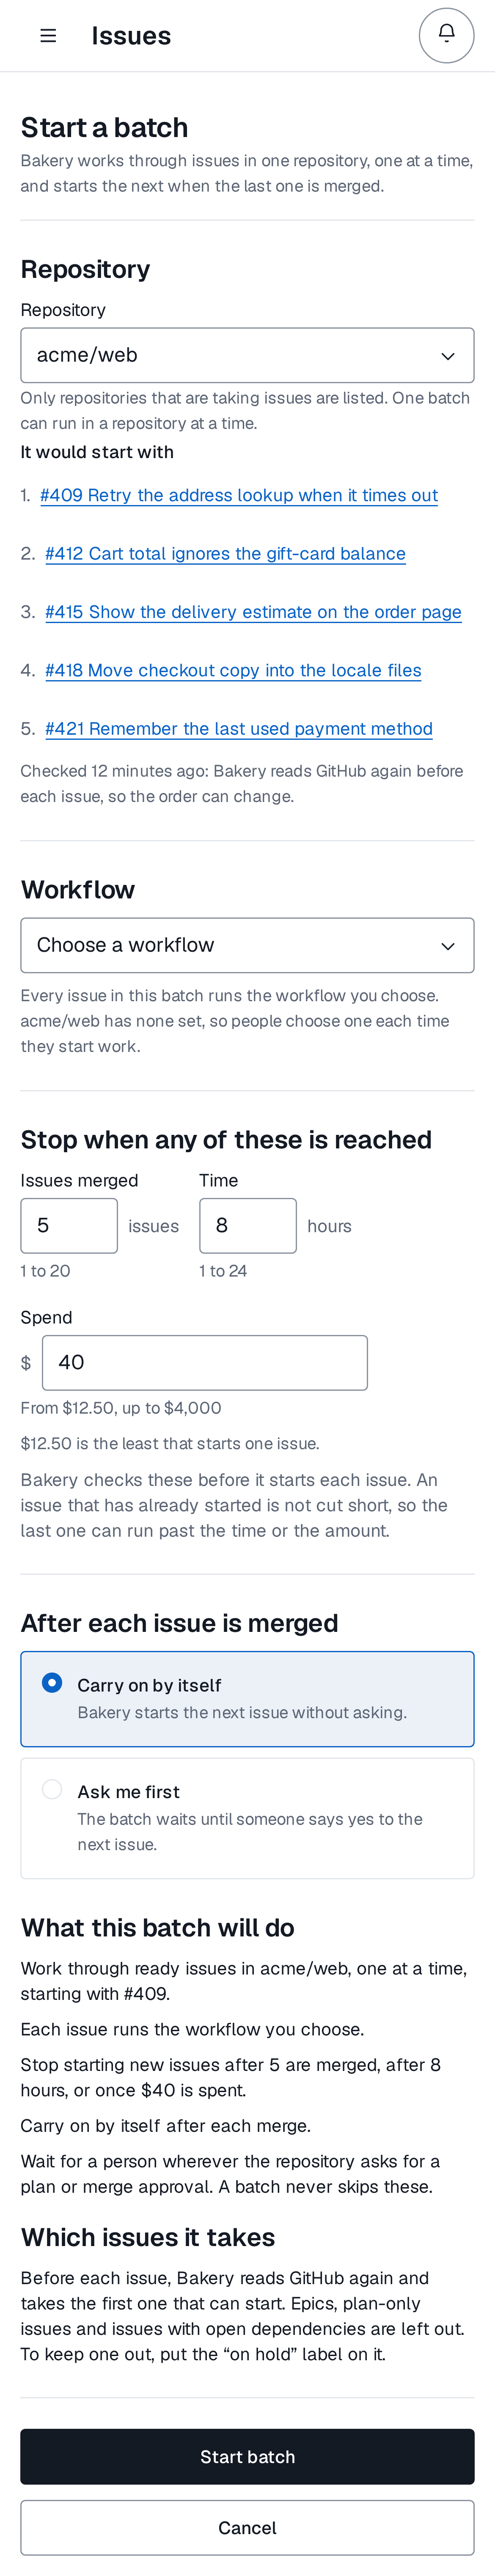 Issues
Start a batch
Bakery works through issues in one repository, one at a time,
and starts the next when the last one is merged.
Repository
Repository
acme/web
Only repositories that are taking issues are listed. One batch
can run in a repository at a time.
It would start with
1. #409 Retry the address lookup when it times out
2. #412 Cart total ignores the gift-card balance
3. #415 Show the delivery estimate on the order page
4. #418 Move checkout copy into the locale files
5. #421 Remember the last used payment method
Checked 12 minutes ago: Bakery reads GitHub again before
each issue, so the order can change.
Workflow
Choose a workflow
Every issue in this batch runs the workflow you choose.
acme/web has none set, so people choose one each time
they start work.
Stop when any of these is reached
Issues merged Time
5 issues 8 hours
1 to 20 1 to 24
Spend
$ 40
From $12.50, up to $4,000
$12.50 is the least that starts one issue.
Bakery checks these before it starts each issue. An
issue that has already started is not cut short, so the
last one can run past the time or the amount.
After each issue is merged
Carry on by itself
Bakery starts the next issue without asking.
Ask me first
The batch waits until someone says yes to the
next issue.
What this batch will do
Work through ready issues in acme/web, one at a time,
starting with #409.
Each issue runs the workflow you choose.
Stop starting new issues after 5 are merged, after 8
hours, or once $40 is spent.
Carry on by itself after each merge.
Wait for a person wherever the repository asks for a
plan or merge approval. A batch never skips these.
Which issues it takes
Before each issue, Bakery reads GitHub again and
takes the first one that can start. Epics, plan-only
issues and issues with open dependencies are left out.
To keep one out, put the “on hold” label on it.
Start batch
Cancel